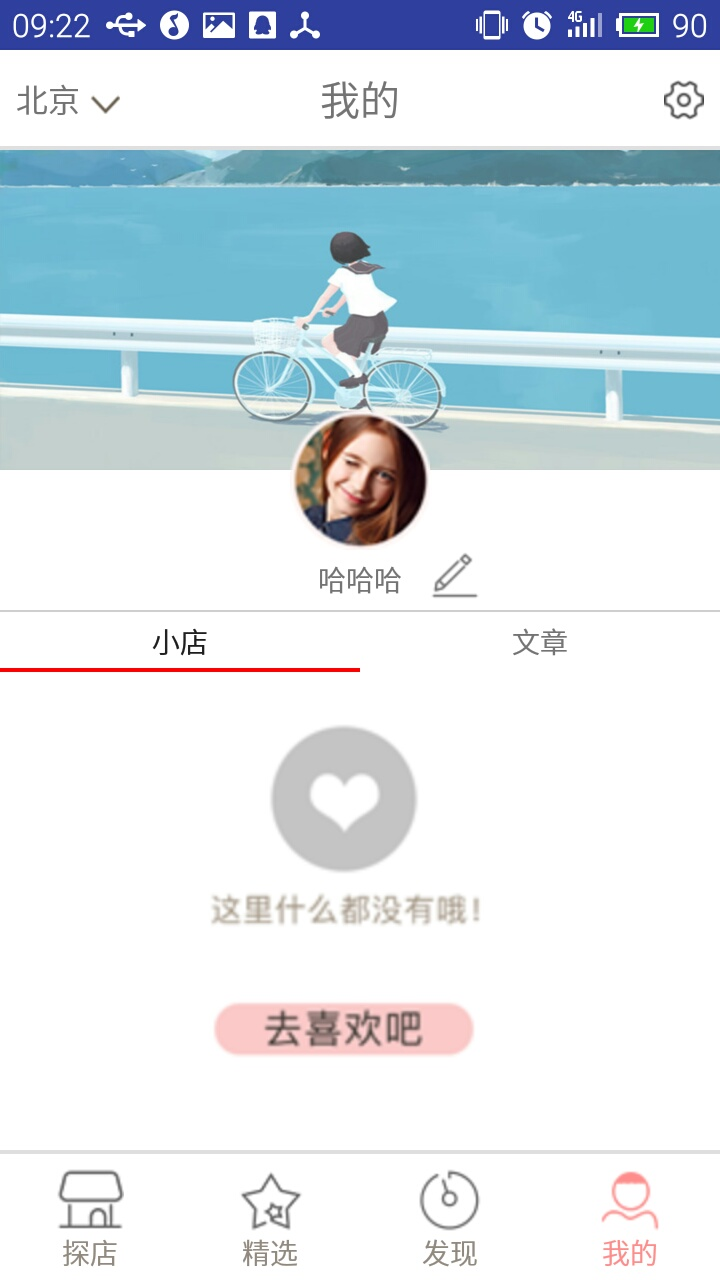 09:22 4G 90
北京 我的
哈哈哈
小店 文章
这里什么都没有哦!
去喜欢吧
探店 精选 发现 我的